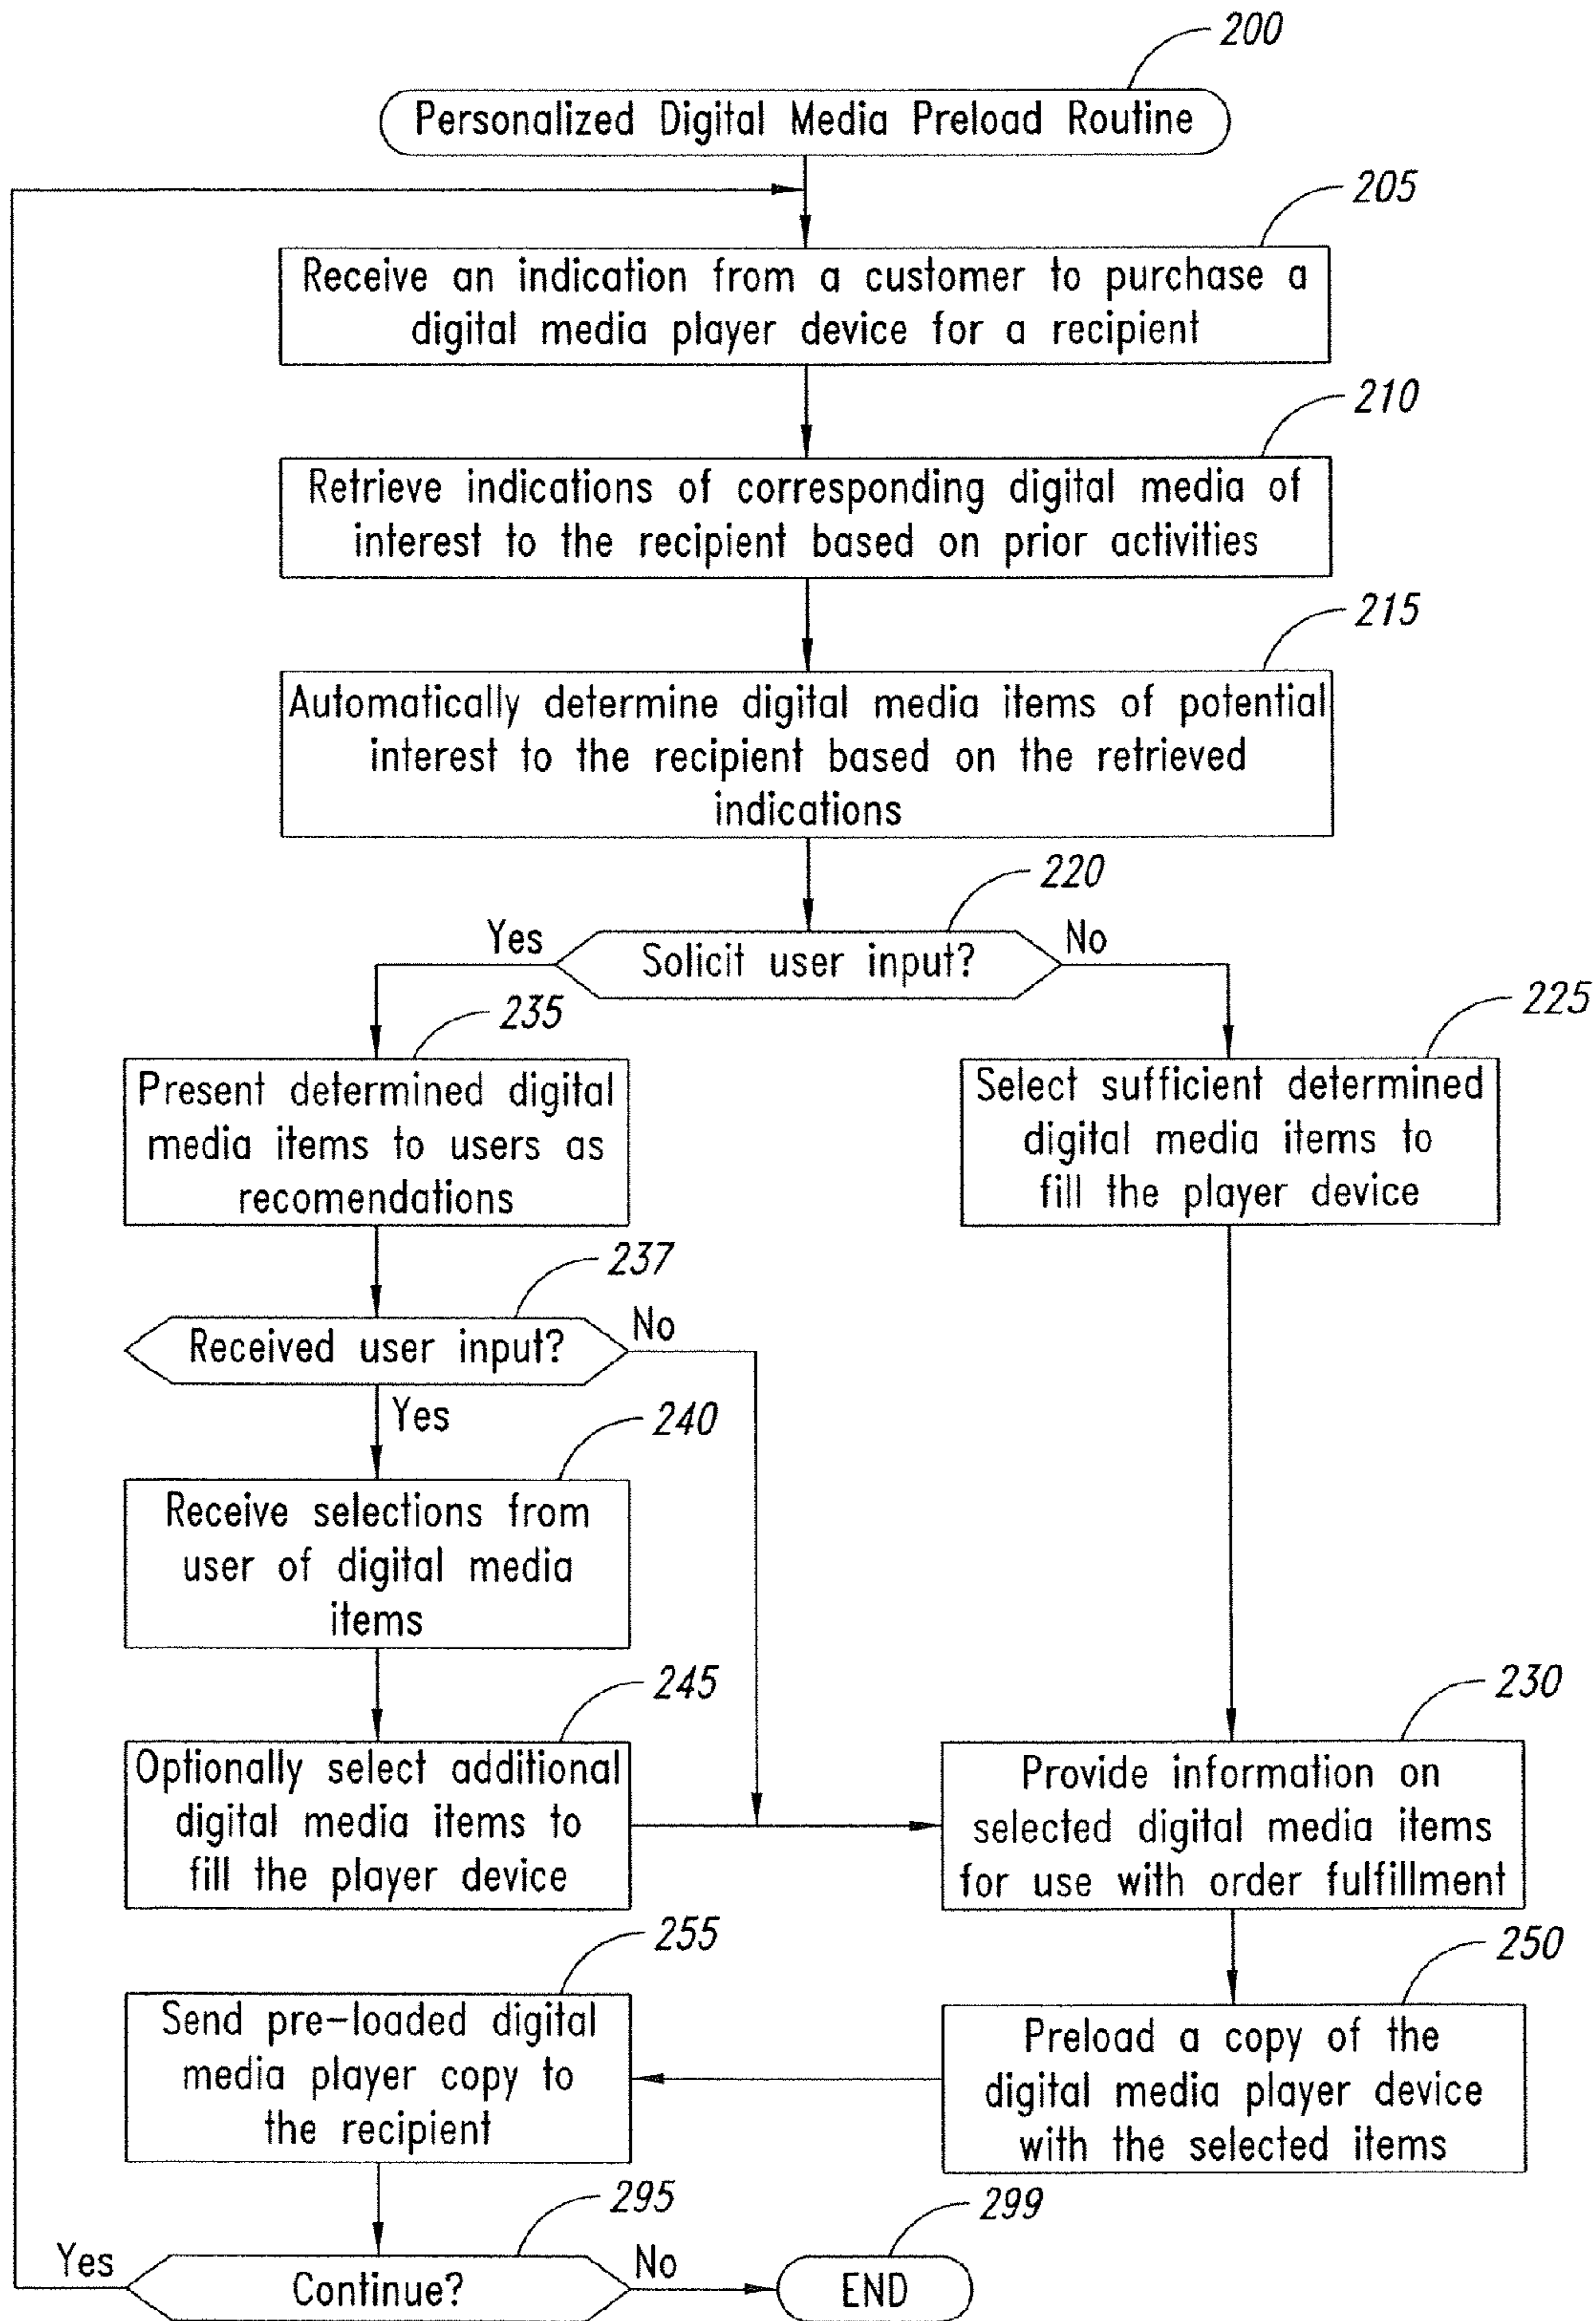 200
Personalized Digital Media Preload Routine
205
Receive an indication from a customer to purchase a
digital media player device for a recipient
210
Retrieve indications of corresponding digital media of
interest to the recipient based on prior activities
215
Automatically determine digital media items of potential
interest to the recipient based on the retrieved
indications
220
Yes
Solicit user input?
No
235
Present determined digital
media items to users as
recomendations
225
Select sufficient determined
digital media items to
fill the player device
237
Received user input?
No
Yes
240
Receive selections from
user of digital media
items
245
Optionally select additional
digital media items to
fill the player device
230
Provide information on
selected digital media items
for use with order fulfillment
250
Preload a copy of the
digital media player device
with the selected items
255
Send pre-loaded digital
media player copy to
the recipient
295
Yes
Continue?
No
299
END